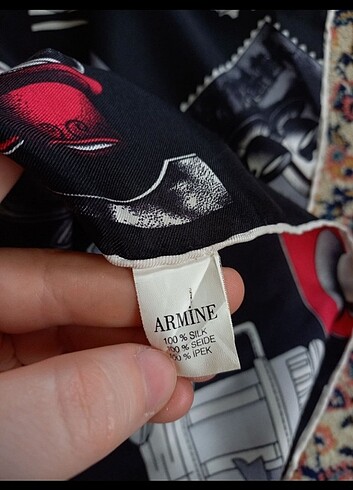 ARMINE
100 % SILK
100 % SEIDE
100 % IPEK